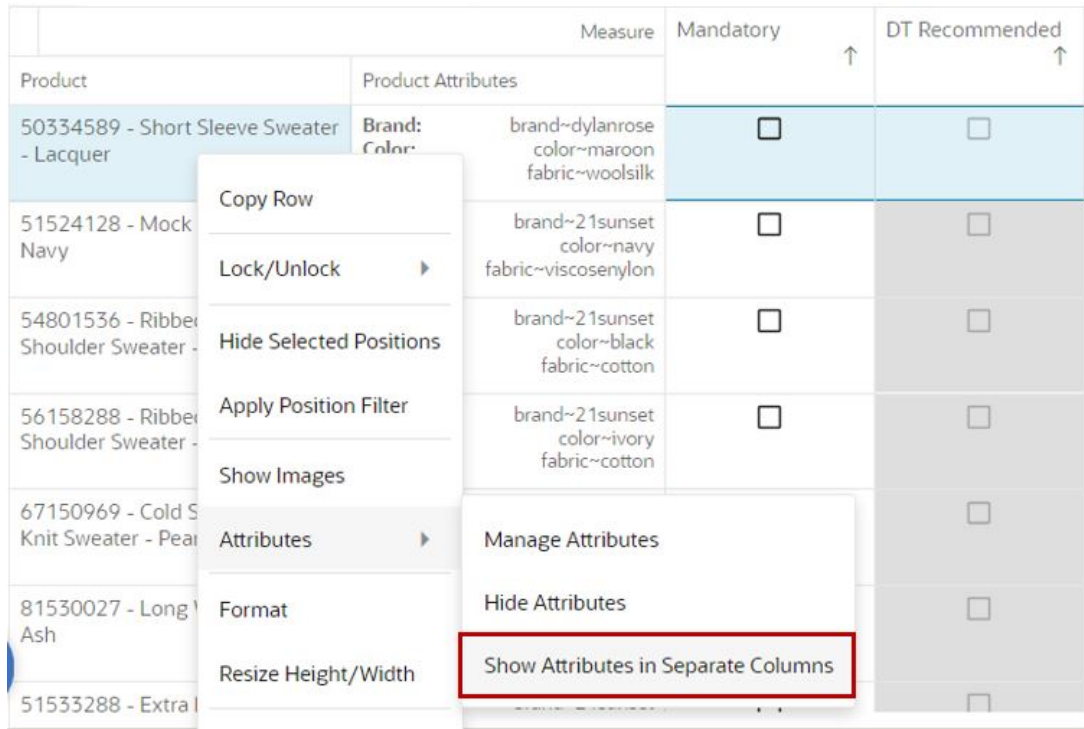 Measure
Mandatory
DT Recommended
Product
Product Attributes
50334589 - Short Sleeve Sweater
- Lacquer
Brand: brand~dylanrose
Color: color~maroon
fabric~woolsilk
51524128 - Mock
Navy
brand~21sunset
color~navy
fabric~viscosenylon
54801536 - Ribbed
Shoulder Sweater -
brand~21sunset
color~black
fabric~cotton
56158288 - Ribbed
Shoulder Sweater -
brand~21sunset
color~ivory
fabric~cotton
67150969 - Cold S
Knit Sweater - Pear
81530027 - Long
Ash
51533288 - Extra
Copy Row
Lock/Unlock
Hide Selected Positions
Apply Position Filter
Show Images
Attributes
Format
Resize Height/Width
Manage Attributes
Hide Attributes
Show Attributes in Separate Columns